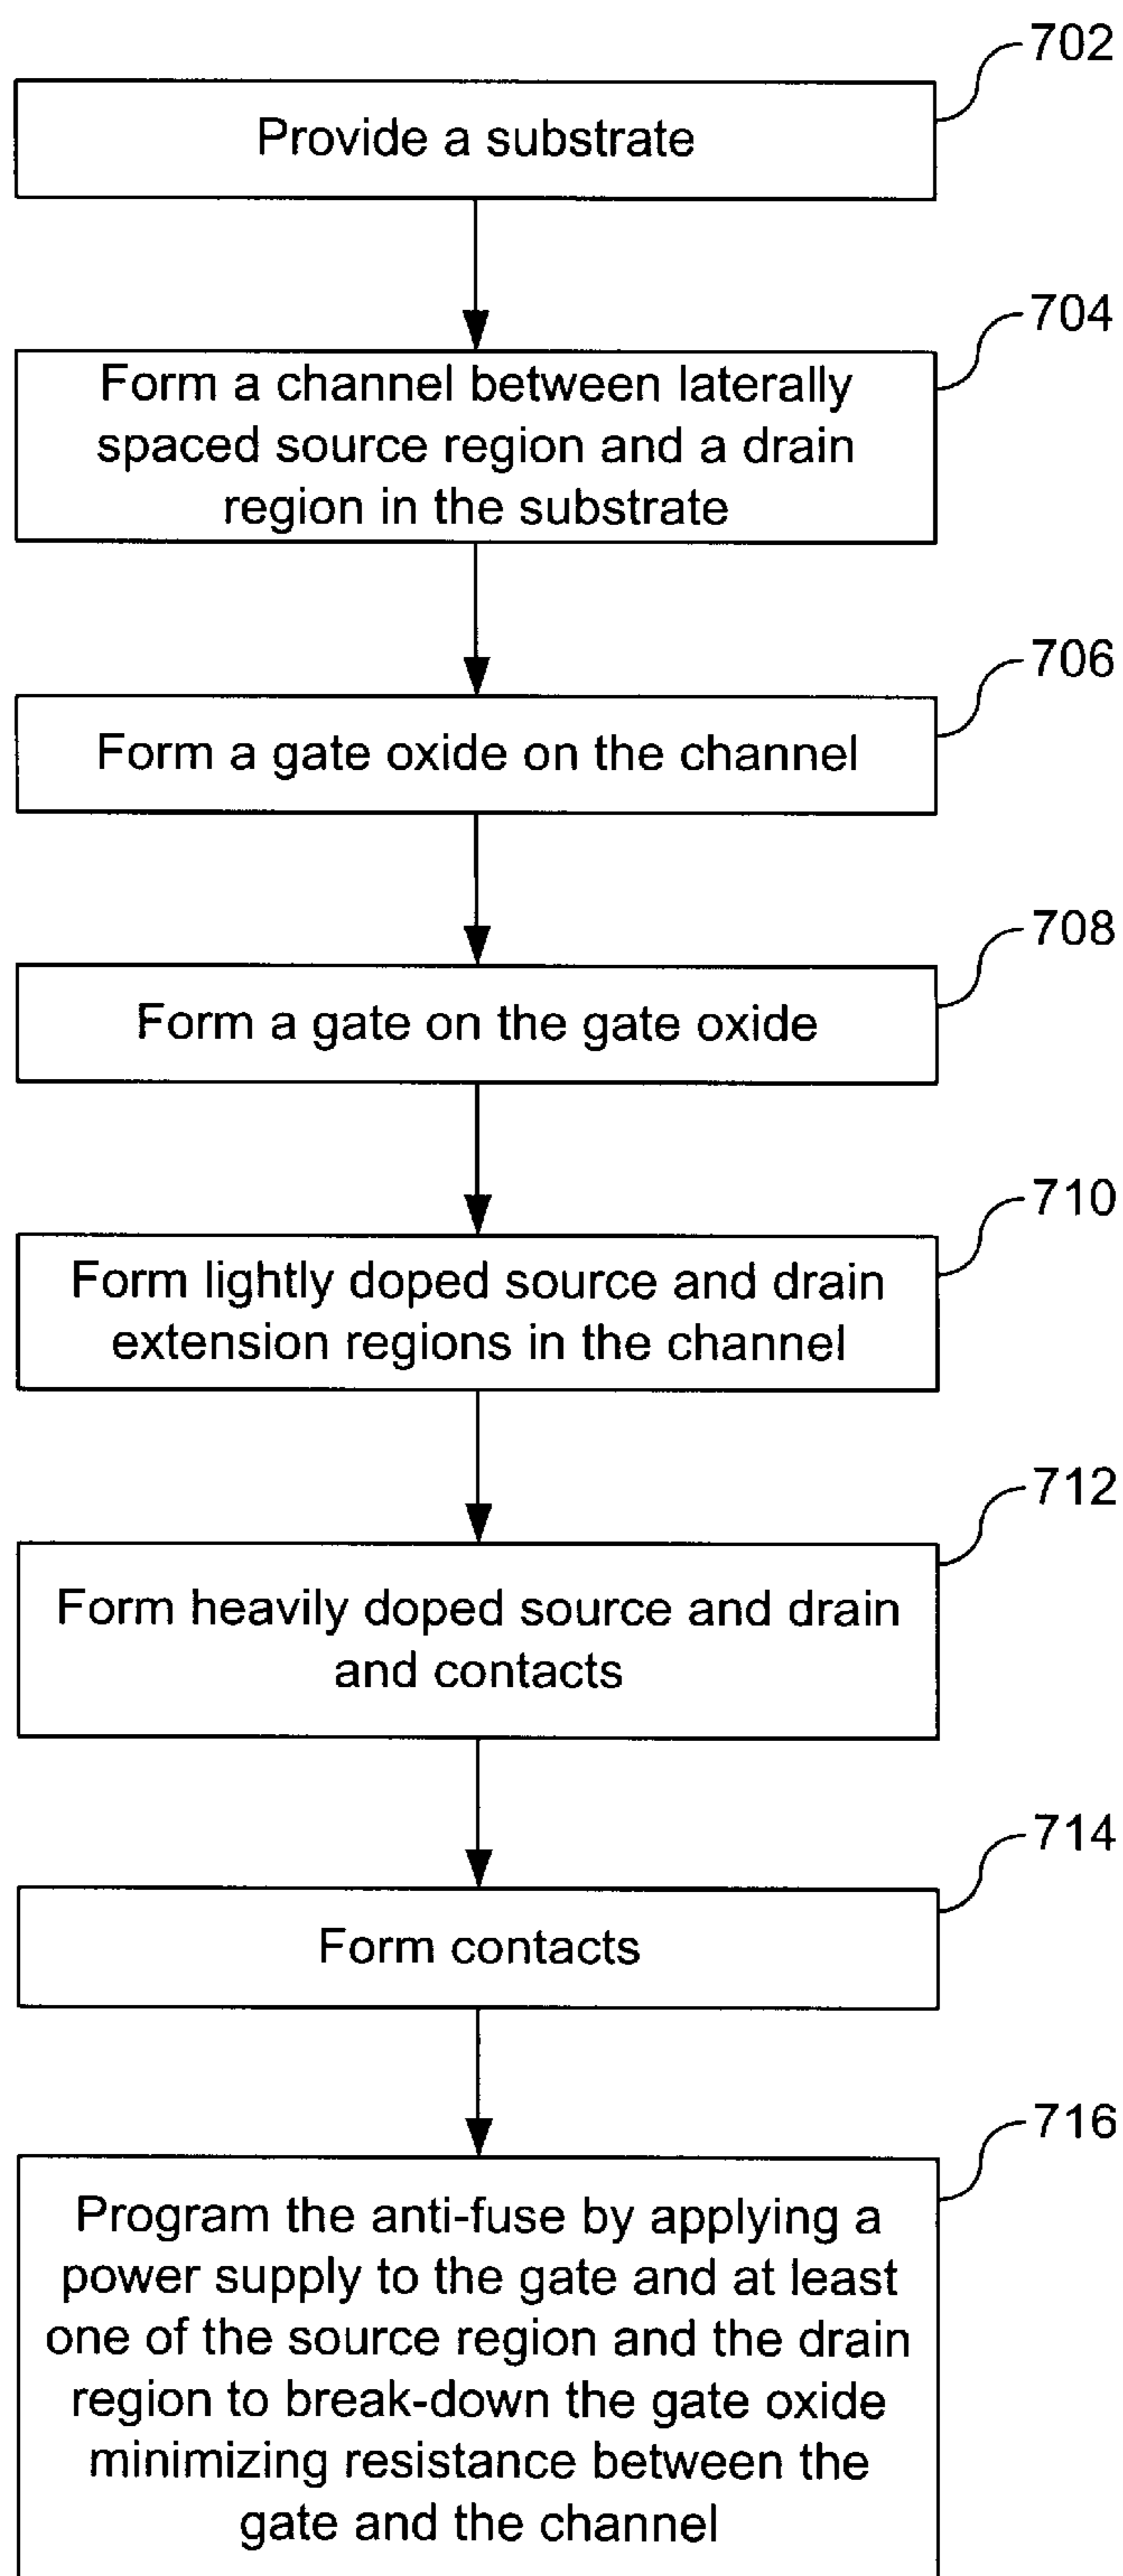 702
Provide a substrate
704
Form a channel between laterally
spaced source region and a drain
region in the substrate
706
Form a gate oxide on the channel
708
Form a gate on the gate oxide
710
Form lightly doped source and drain
extension regions in the channel
712
Form heavily doped source and drain
and contacts
714
Form contacts
716
Program the anti-fuse by applying a
power supply to the gate and at least
one of the source region and the drain
region to break-down the gate oxide
minimizing resistance between the
gate and the channel